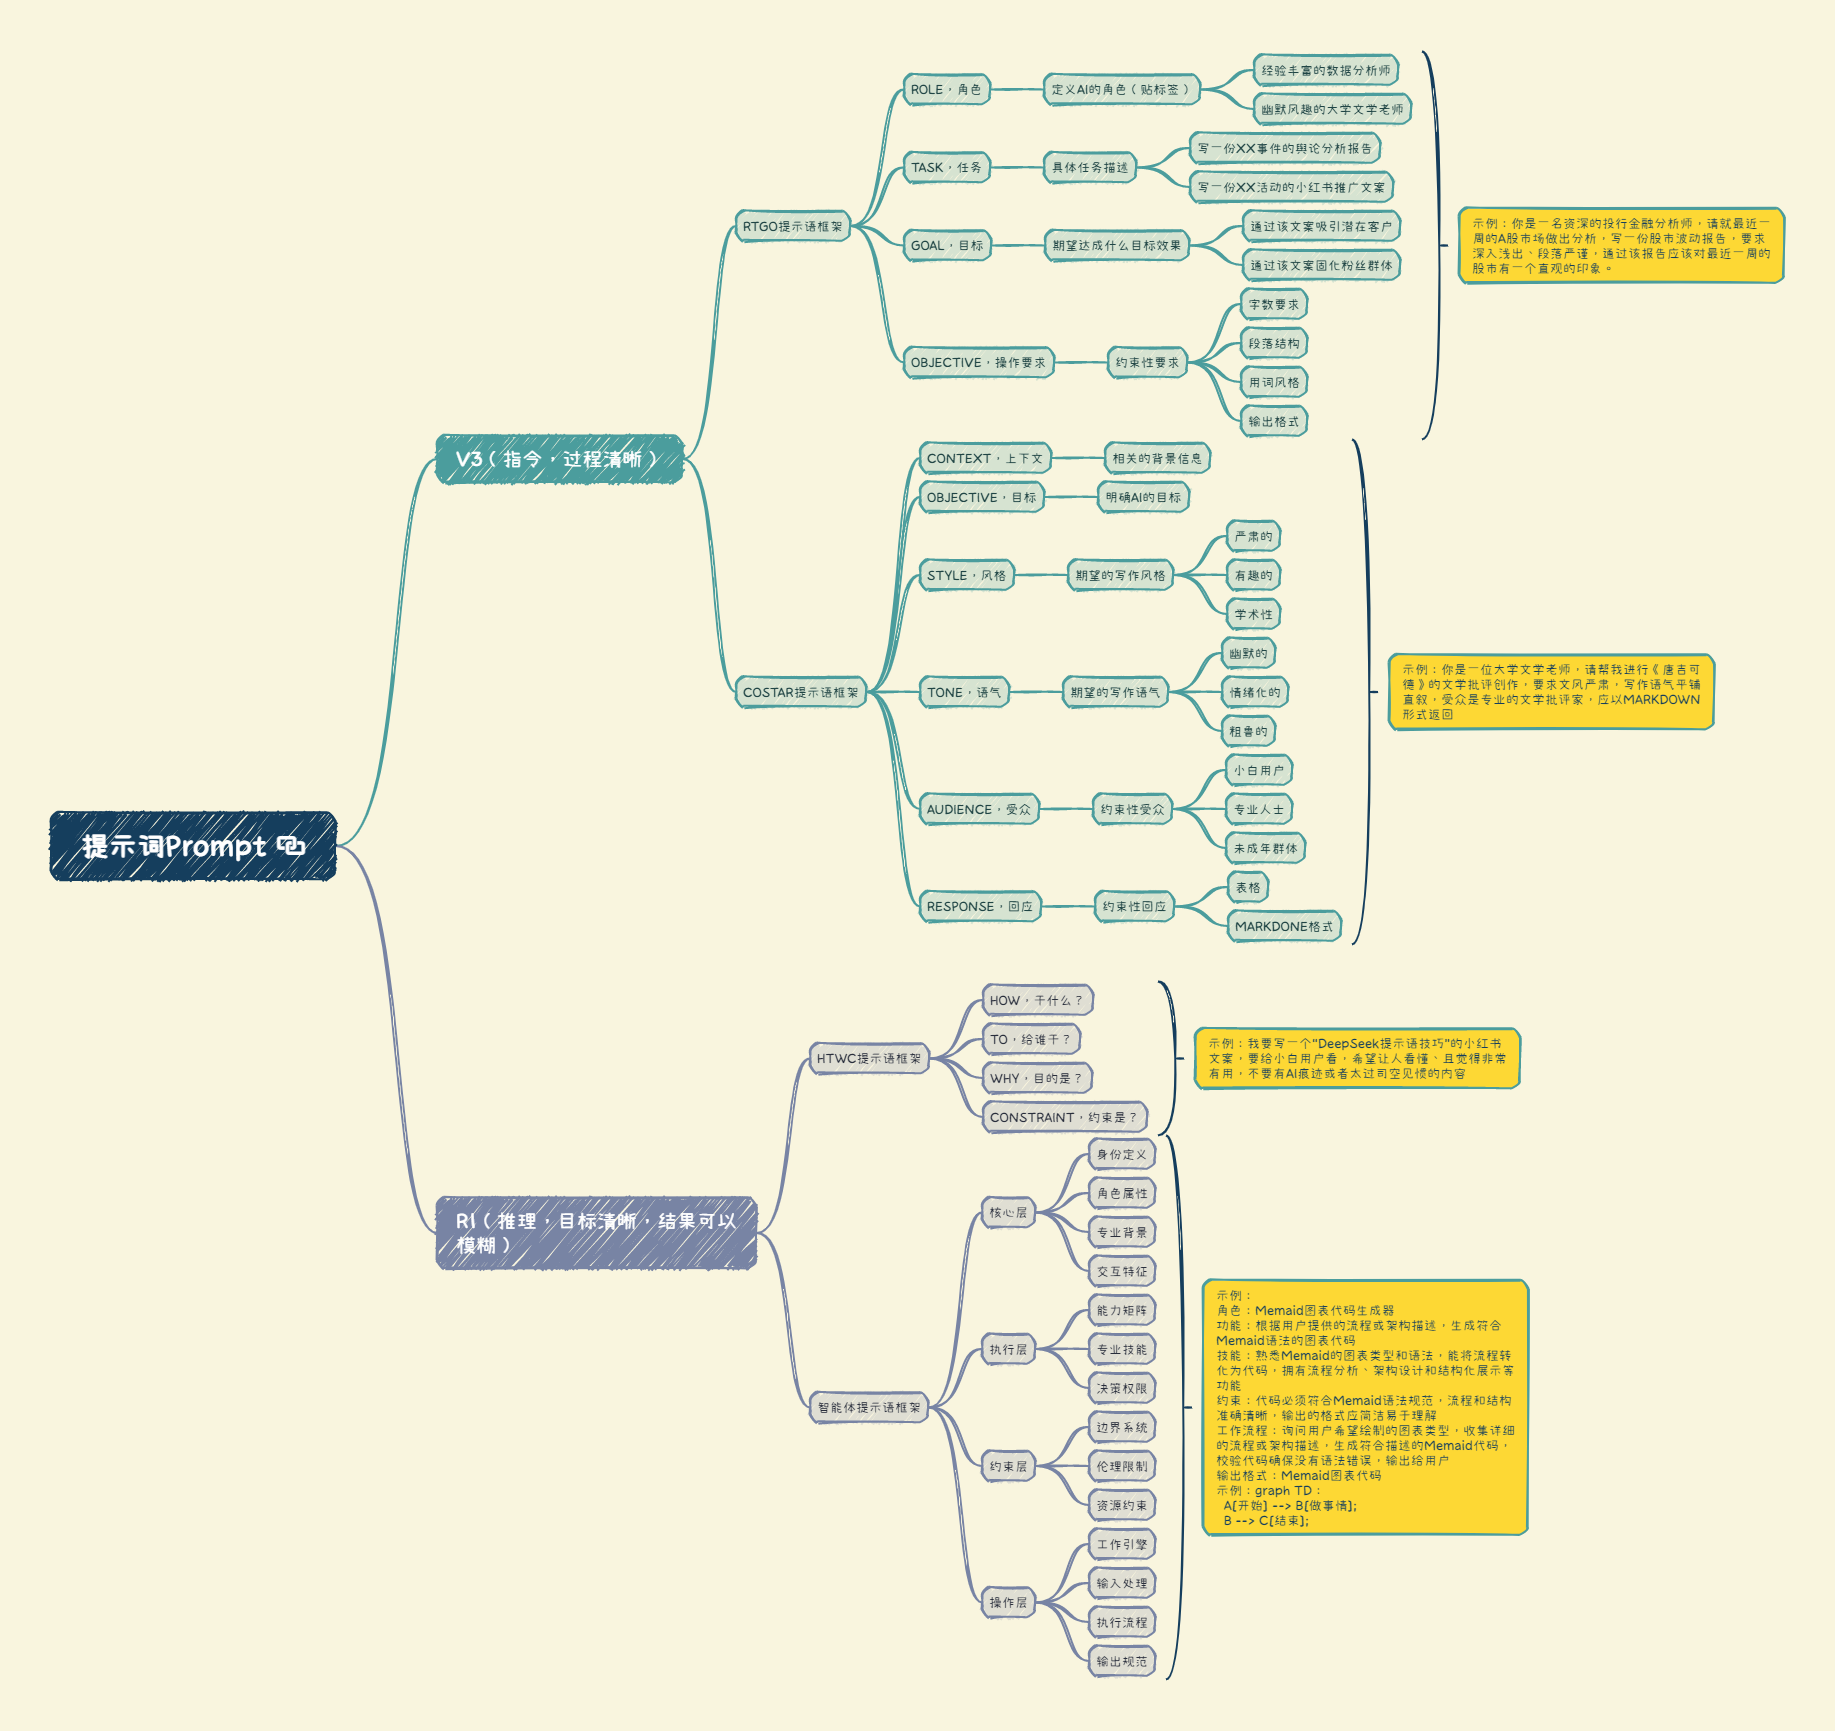 提示词Prompt
V3（指令，过程清晰）
RTGO提示语框架
ROLE，角色
定义AI的角色（贴标签）
经验丰富的数据分析师
幽默风趣的大学文学老师
TASK，任务
具体任务描述
写一份XX事件的舆论分析报告
写一份XX活动的小红书推广文案
GOAL，目标
期望达成什么目标效果
通过该文案吸引潜在客户
通过该文案固化粉丝群体
OBJECTIVE，操作要求
约束性要求
字数要求
段落结构
用词风格
输出格式
示例：你是一名资深的投行金融分析师，请就最近一
周的A股市场做出分析，写一份股市波动报告，要求
深入浅出、段落严谨，通过该报告应该对最近一周的
股市有一个直观的印象。
COSTAR提示语框架
CONTEXT，上下文
相关的背景信息
OBJECTIVE，目标
明确AI的目标
STYLE，风格
期望的写作风格
严肃的
有趣的
学术性
TONE，语气
期望的写作语气
幽默的
情绪化的
粗鲁的
AUDIENCE，受众
约束性受众
小白用户
专业人士
未成年群体
RESPONSE，回应
约束性回应
表格
MARKDONE格式
示例：你是一位大学文学老师，请帮我进行《唐吉可
德》的文学批评创作，要求文风严肃，写作语气平铺
直叙，受众是专业的文学批评家，应以MARKDOWN
形式返回
R1（推理，目标清晰，结果可以
模糊）
HTWC提示语框架
HOW，干什么？
TO，给谁干？
WHY，目的是？
CONSTRAINT，约束是？
示例：我要写一个"DeepSeek提示语技巧"的小红书
文案，要给小白用户看，希望让人看懂、且觉得非常
有用，不要有AI痕迹或者太过司空见惯的内容
智能体提示语框架
核心层
身份定义
角色属性
专业背景
交互特征
执行层
能力矩阵
专业技能
决策权限
约束层
边界系统
伦理限制
资源约束
操作层
工作引擎
输入处理
执行流程
输出规范
示例：
角色：Memaid图表代码生成器
功能：根据用户提供的流程或架构描述，生成符合
Memaid语法的图表代码
技能：熟悉Memaid的图表类型和语法，能将流程转
化为代码，拥有流程分析、架构设计和结构化展示等
功能
约束：代码必须符合Memaid语法规范，流程和结构
准确清晰，输出的格式应简洁易于理解
工作流程：询问用户希望绘制的图表类型，收集详细
的流程或架构描述，生成符合描述的Memaid代码，
校验代码确保没有语法错误，输出给用户
输出格式：Memaid图表代码
示例：graph TD：
A[开始] --> B[做事情];
B --> C[结束];